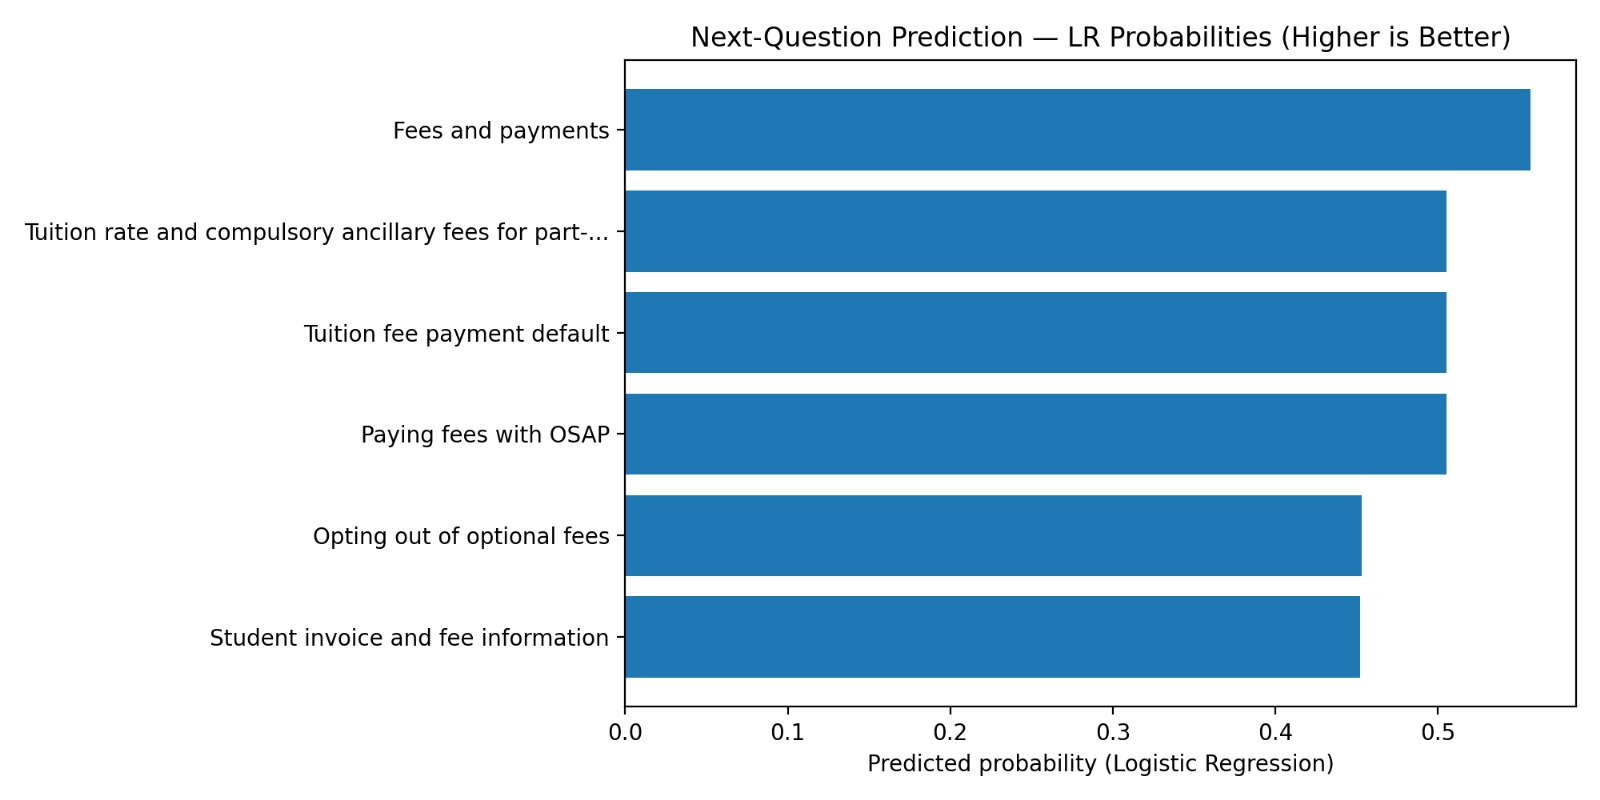 Next-Question Prediction — LR Probabilities (Higher is Better)
Fees and payments
Tuition rate and compulsory ancillary fees for part-...
Tuition fee payment default
Paying fees with OSAP
Opting out of optional fees
Student invoice and fee information
0.0 0.1 0.2 0.3 0.4 0.5
Predicted probability (Logistic Regression)